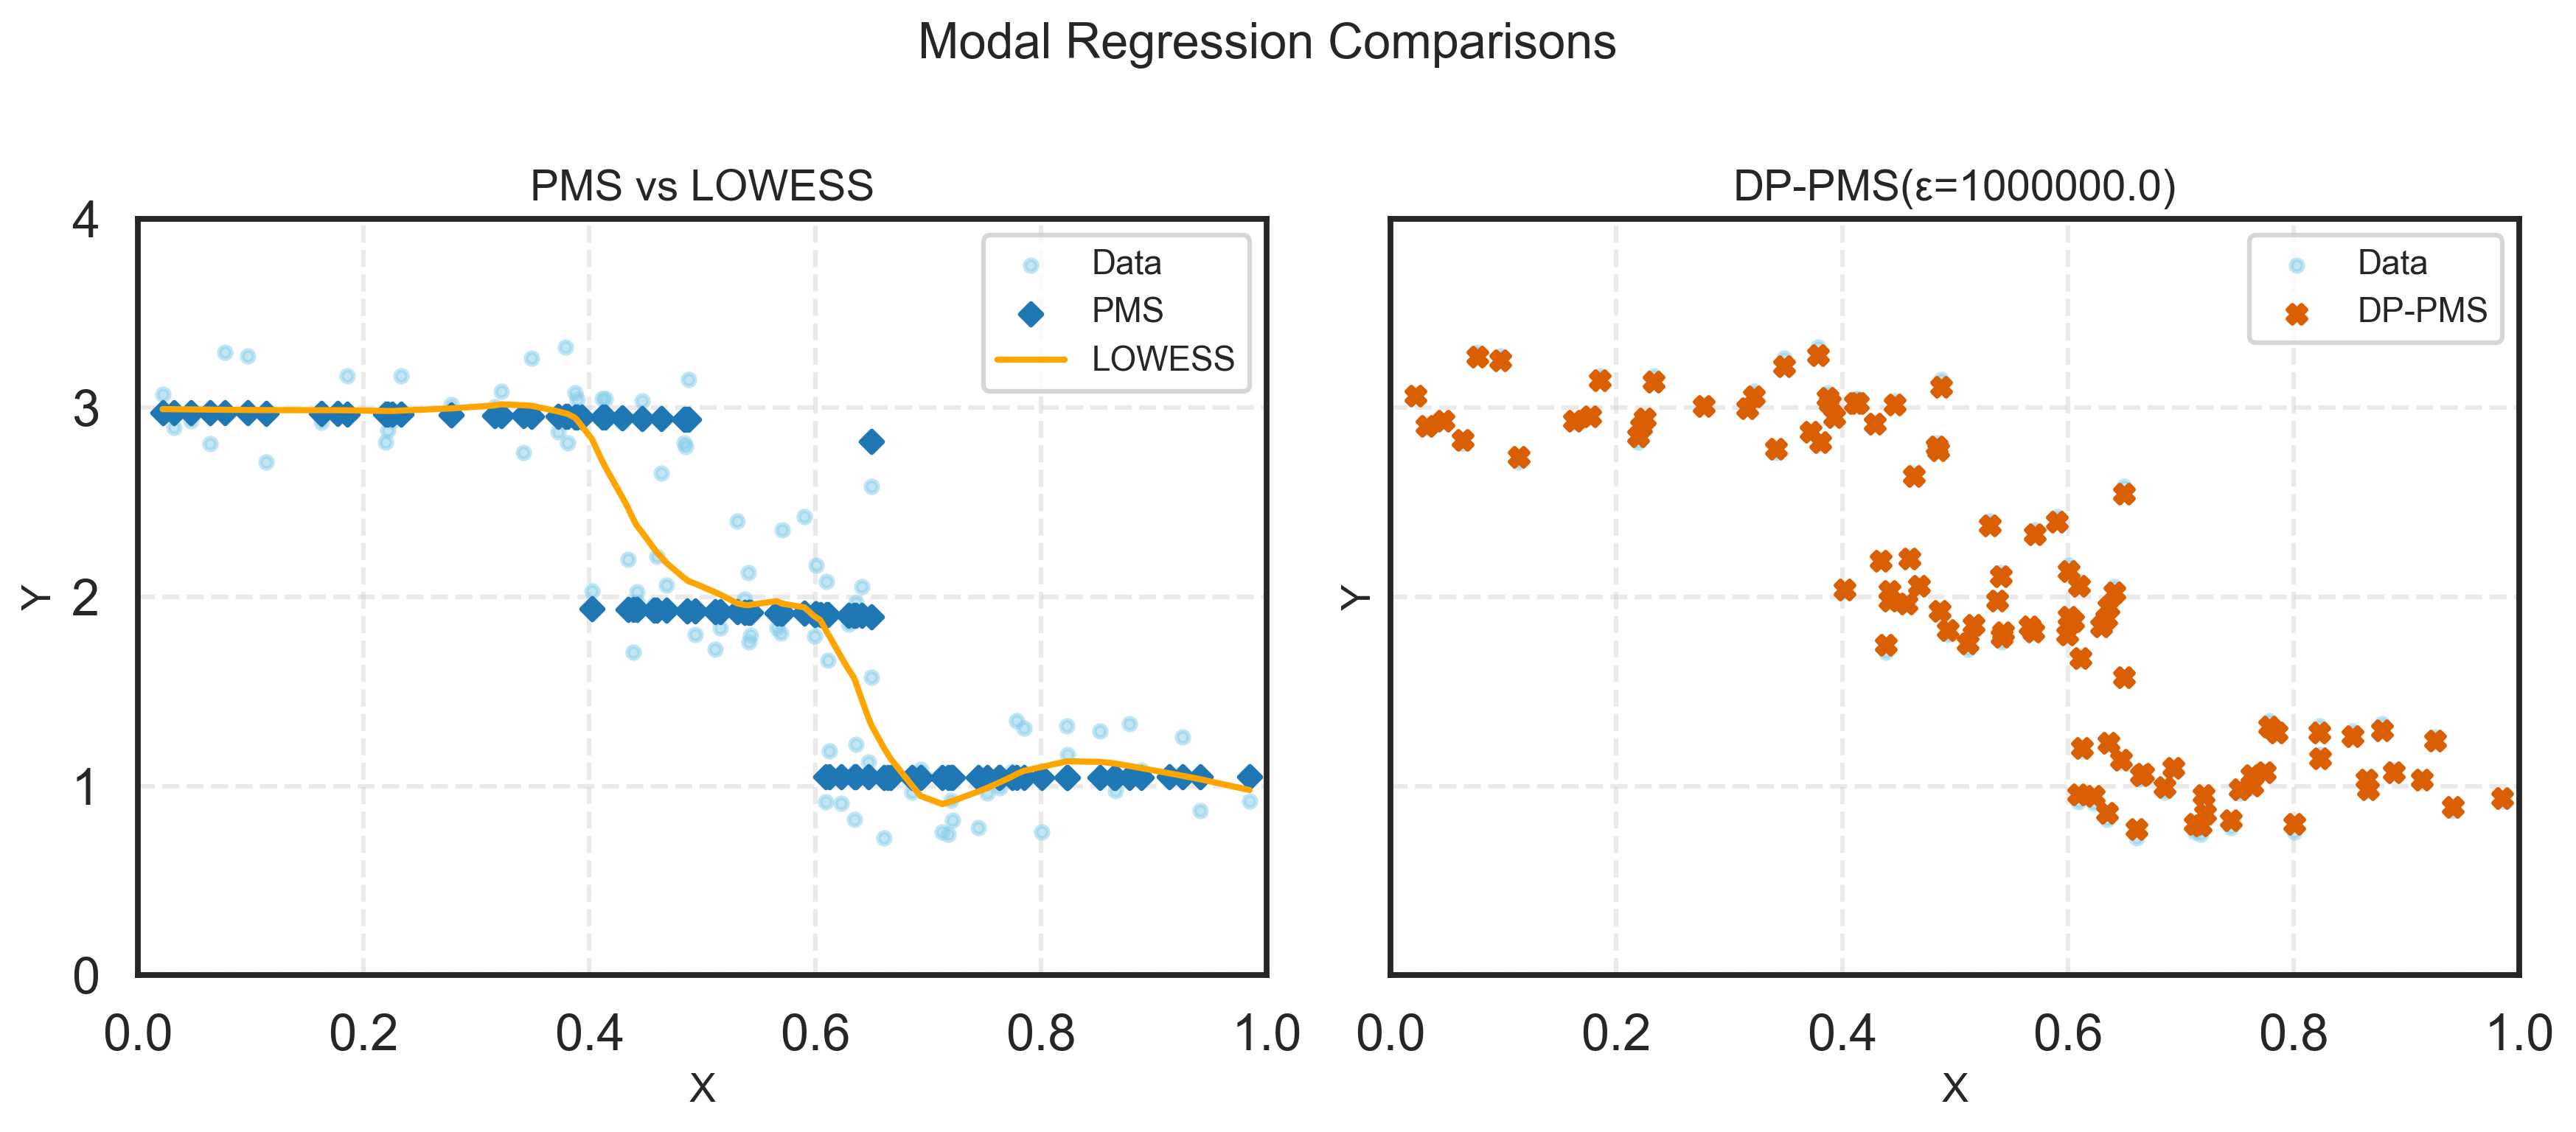 Modal Regression Comparisons
PMS vs LOWESS
Y
4
3
2
1
0
0.0 0.2 0.4 0.6 0.8 1.0
X
Data
PMS
LOWESS
DP-PMS(ε=1000000.0)
Y
0.0 0.2 0.4 0.6 0.8 1.0
X
Data
DP-PMS